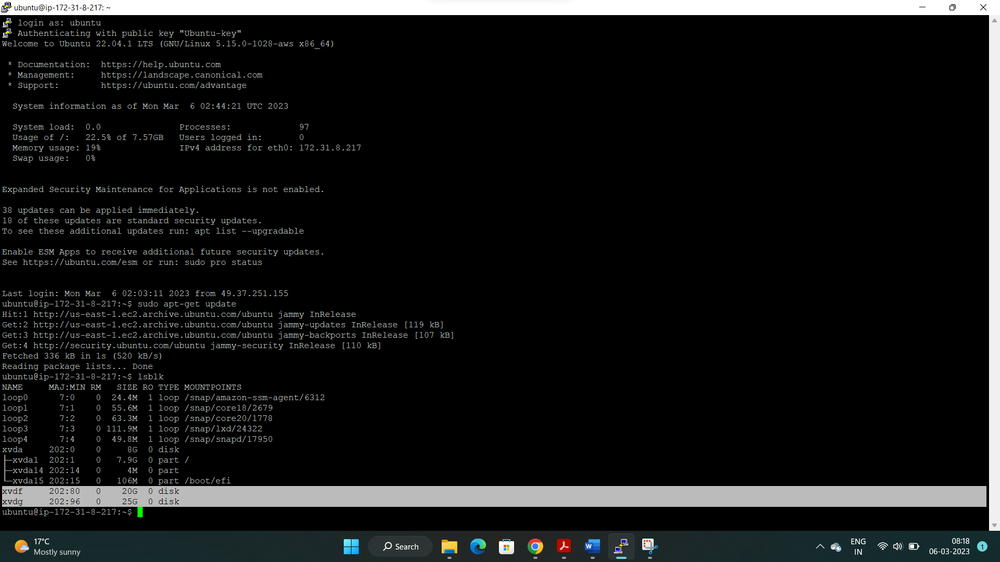 ubuntu@ip-172-31-8-217: ~
login as: ubuntu
Authenticating with public key "Ubuntu-key"
Welcome to Ubuntu 22.04.1 LTS (GNU/Linux 5.15.0-1028-aws x86_64)
* Documentation:  https://help.ubuntu.com
* Management:     https://landscape.canonical.com
* Support:        https://ubuntu.com/advantage
System information as of Mon Mar  6 02:44:21 UTC 2023
System load:  0.0               Processes:             97
Usage of /:   22.5% of 7.57GB   Users logged in:       0
Memory usage: 19%               IPv4 address for eth0: 172.31.8.217
Swap usage:   0%
Expanded Security Maintenance for Applications is not enabled.
38 updates can be applied immediately.
18 of these updates are standard security updates.
To see these additional updates run: apt list --upgradable
Enable ESM Apps to receive additional future security updates.
See https://ubuntu.com/esm or run: sudo pro status
Last login: Mon Mar  6 02:03:11 2023 from 49.37.251.155
ubuntu@ip-172-31-8-217:~$ sudo apt-get update
Hit:1 http://us-east-1.ec2.archive.ubuntu.com/ubuntu jammy InRelease
Get:2 http://us-east-1.ec2.archive.ubuntu.com/ubuntu jammy-updates InRelease [119 kB]
Get:3 http://us-east-1.ec2.archive.ubuntu.com/ubuntu jammy-backports InRelease [107 kB]
Get:4 http://security.ubuntu.com/ubuntu jammy-security InRelease [110 kB]
Fetched 336 kB in 1s (520 kB/s)
Reading package lists... Done
ubuntu@ip-172-31-8-217:~$ lsblk
NAME     MAJ:MIN RM   SIZE RO TYPE MOUNTPOINTS
loop0      7:0    0  24.4M  1 loop /snap/amazon-ssm-agent/6312
loop1      7:1    0  55.6M  1 loop /snap/core18/2679
loop2      7:2    0  63.3M  1 loop /snap/core20/1778
loop3      7:3    0 111.9M  1 loop /snap/lxd/24322
loop4      7:4    0  49.8M  1 loop /snap/snapd/17950
xvda     202:0    0     8G  0 disk
├─xvda1  202:1    0   7.9G  0 part /
├─xvda14 202:14   0     4M  0 part
└─xvda15 202:15   0   106M  0 part /boot/efi
xvdf     202:80   0    20G  0 disk
xvdg     202:96   0    25G  0 disk
ubuntu@ip-172-31-8-217:~$
17°C
Mostly sunny
Search
ENG
IN
08:18
06-03-2023
1